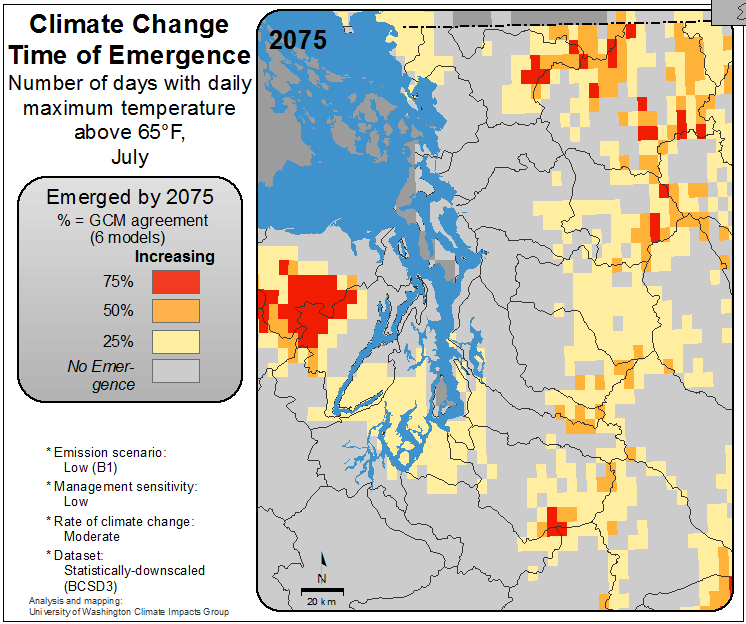 Climate Change
Time of Emergence
Number of days with daily
maximum temperature
above 65°F,
July
Emerged by 2075
% = GCM agreement
(6 models)
Increasing
75%
50%
25%
No Emer-
gence
* Emission scenario:
Low (B1)
* Management sensitivity:
Low
* Rate of climate change:
Moderate
* Dataset:
Statistically-downscaled
(BCSD3)
Analysis and mapping:
University of Washington Climate Impacts Group
2075
N
20 km